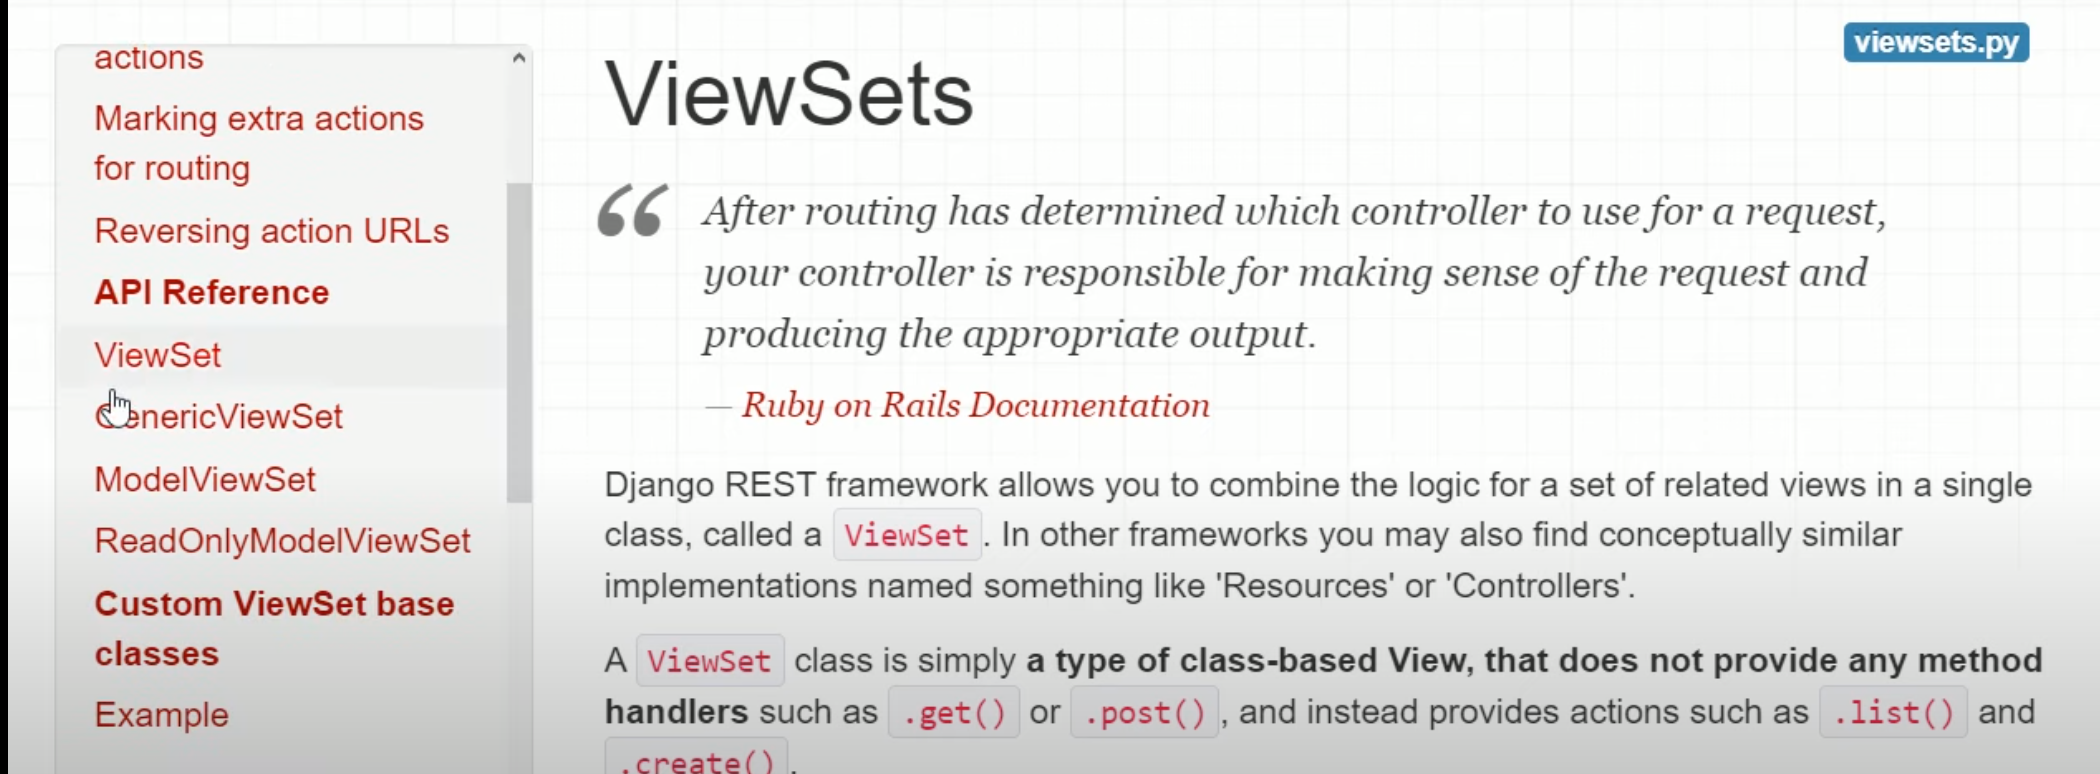 actions
Marking extra actions
for routing
Reversing action URLs
API Reference
ViewSet
GenericViewSet
ModelViewSet
ReadOnlyModelViewSet
Custom ViewSet base
classes
Example
viewsets.py
ViewSets
“ After routing has determined which controller to use for a request,
your controller is responsible for making sense of the request and
producing the appropriate output.
— Ruby on Rails Documentation
Django REST framework allows you to combine the logic for a set of related views in a single
class, called a ViewSet. In other frameworks you may also find conceptually similar
implementations named something like 'Resources' or 'Controllers'.
A ViewSet class is simply a type of class-based View, that does not provide any method
handlers such as .get() or .post(), and instead provides actions such as .list() and
.create().